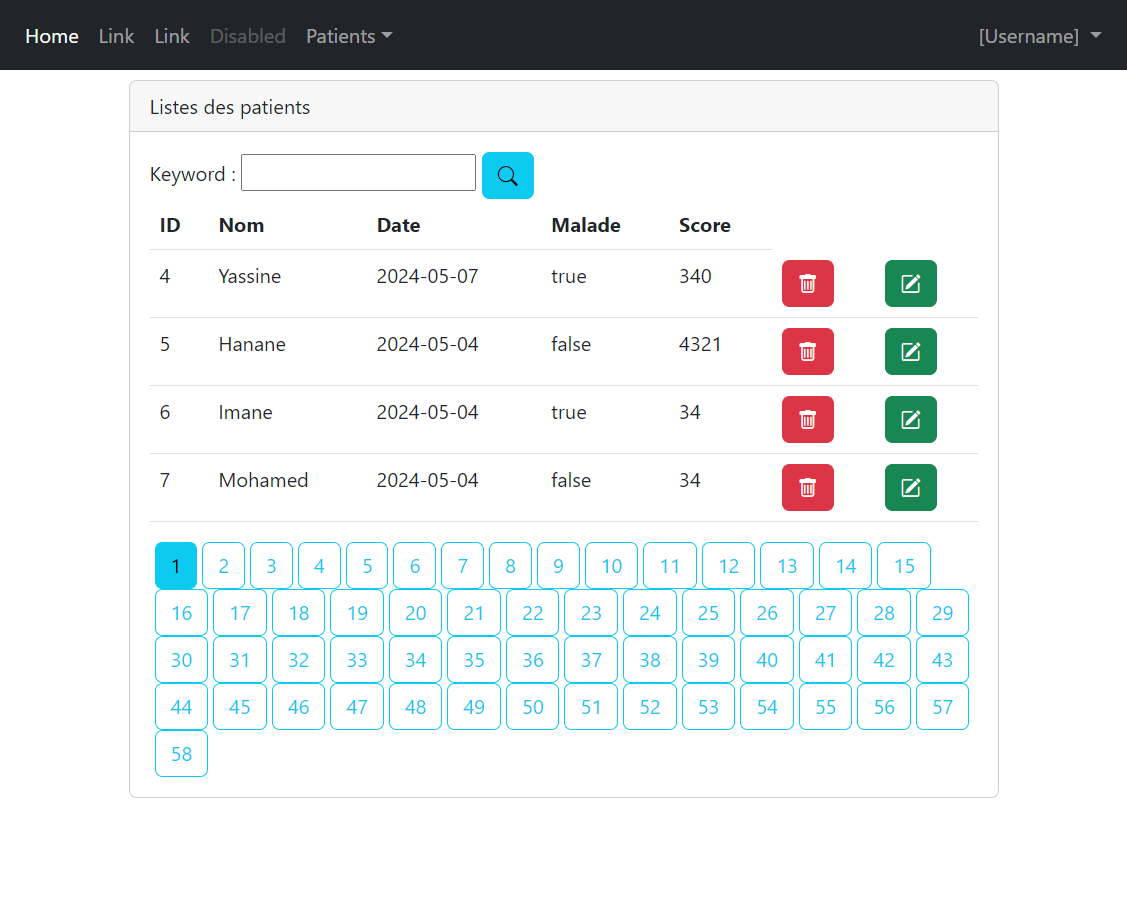 Home Link Link Disabled Patients [Username]
Listes des patients
Keyword :
ID Nom Date Malade Score
4 Yassine 2024-05-07 true 340
5 Hanane 2024-05-04 false 4321
6 Imane 2024-05-04 true 34
7 Mohamed 2024-05-04 false 34
1 2 3 4 5 6 7 8 9 10 11 12 13 14 15
16 17 18 19 20 21 22 23 24 25 26 27 28 29
30 31 32 33 34 35 36 37 38 39 40 41 42 43
44 45 46 47 48 49 50 51 52 53 54 55 56 57
58